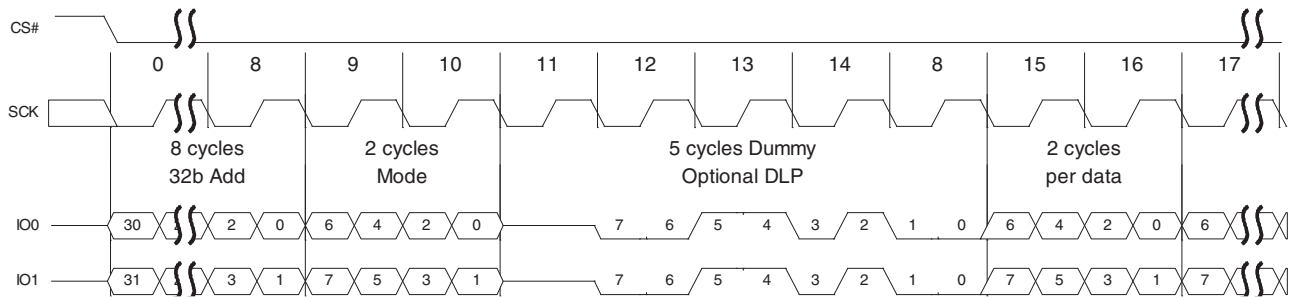 CS#
0 8 9 10 11 12 13 14 8 15 16 17
SCK
8 cycles 2 cycles 5 cycles Dummy 2 cycles
32b Add Mode Optional DLP per data
IO0 30 2 0 6 4 2 0 7 6 5 4 3 2 1 0 6 4 2 0 6
IO1 31 3 1 7 5 3 1 7 6 5 4 3 2 1 0 7 5 3 1 7